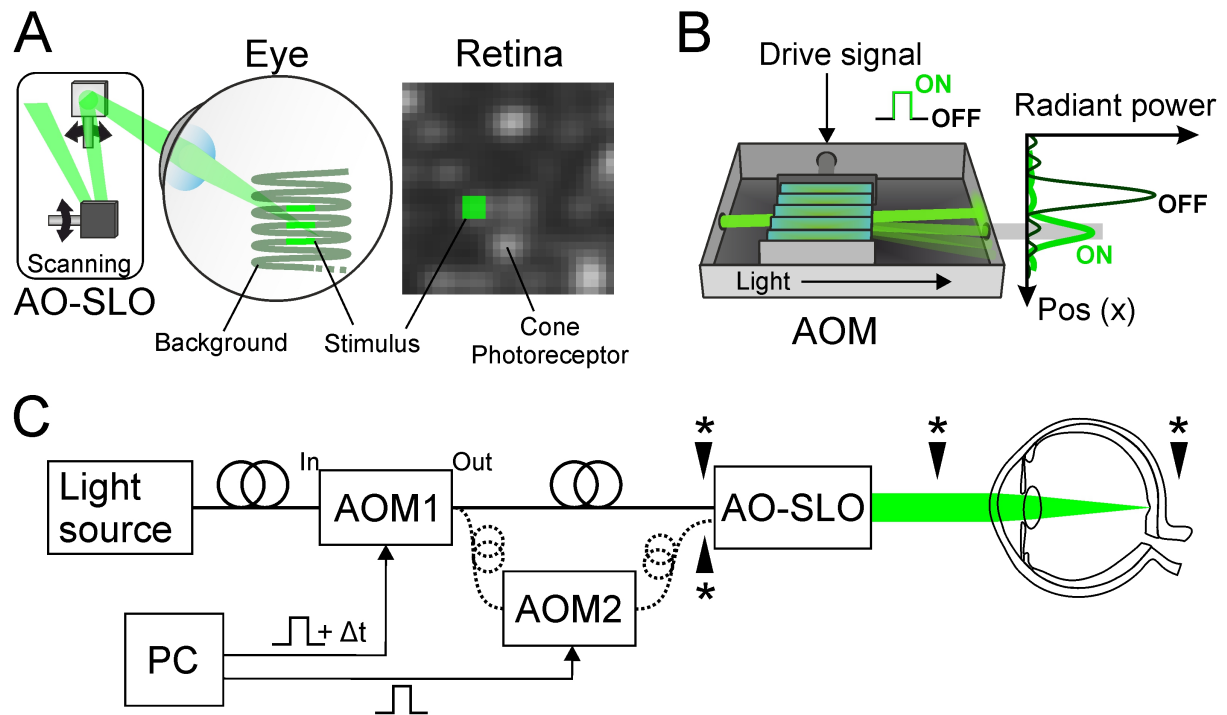 A
Eye
Retina
Scanning
AO-SLO
Background
Stimulus
Cone
Photoreceptor
B
Drive signal
ON
OFF
Radiant power
OFF
ON
Light
Pos (x)
AOM
C
Light
source
In
AOM1
Out
*
*
*
AO-SLO
*
AOM2
+ Δt
PC